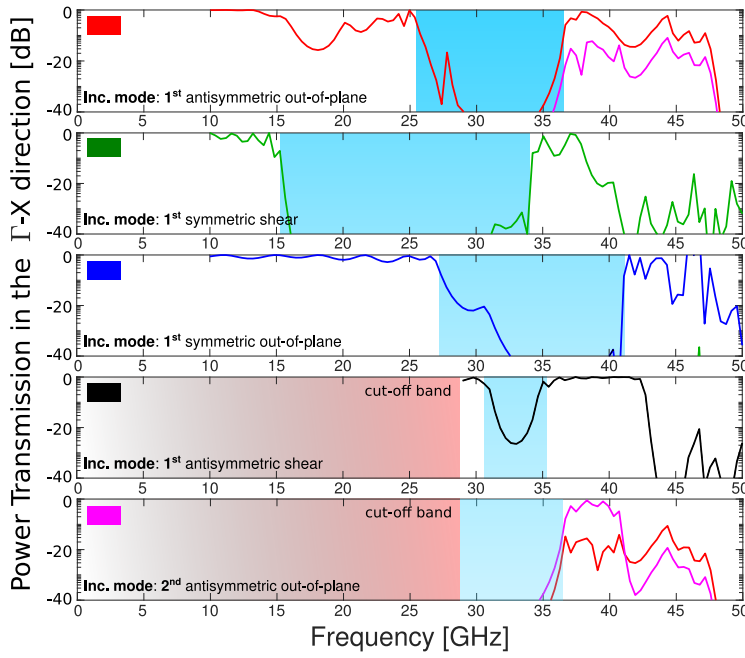 Power Transmission in the Γ-X direction [dB]
0
-20
-40
Inc. mode: 1st antisymmetric out-of-plane
0 5 10 15 20 25 30 35 40 45 50
0
-20
-40
Inc. mode: 1st symmetric shear
0 5 10 15 20 25 30 35 40 45 50
0
-20
-40
Inc. mode: 1st symmetric out-of-plane
0 5 10 15 20 25 30 35 40 45 50
0
-20
-40
cut-off band
Inc. mode: 1st antisymmetric shear
0 5 10 15 20 25 30 35 40 45 50
0
-20
-40
cut-off band
Inc. mode: 2nd antisymmetric out-of-plane
0 5 10 15 20 25 30 35 40 45 50
Frequency [GHz]